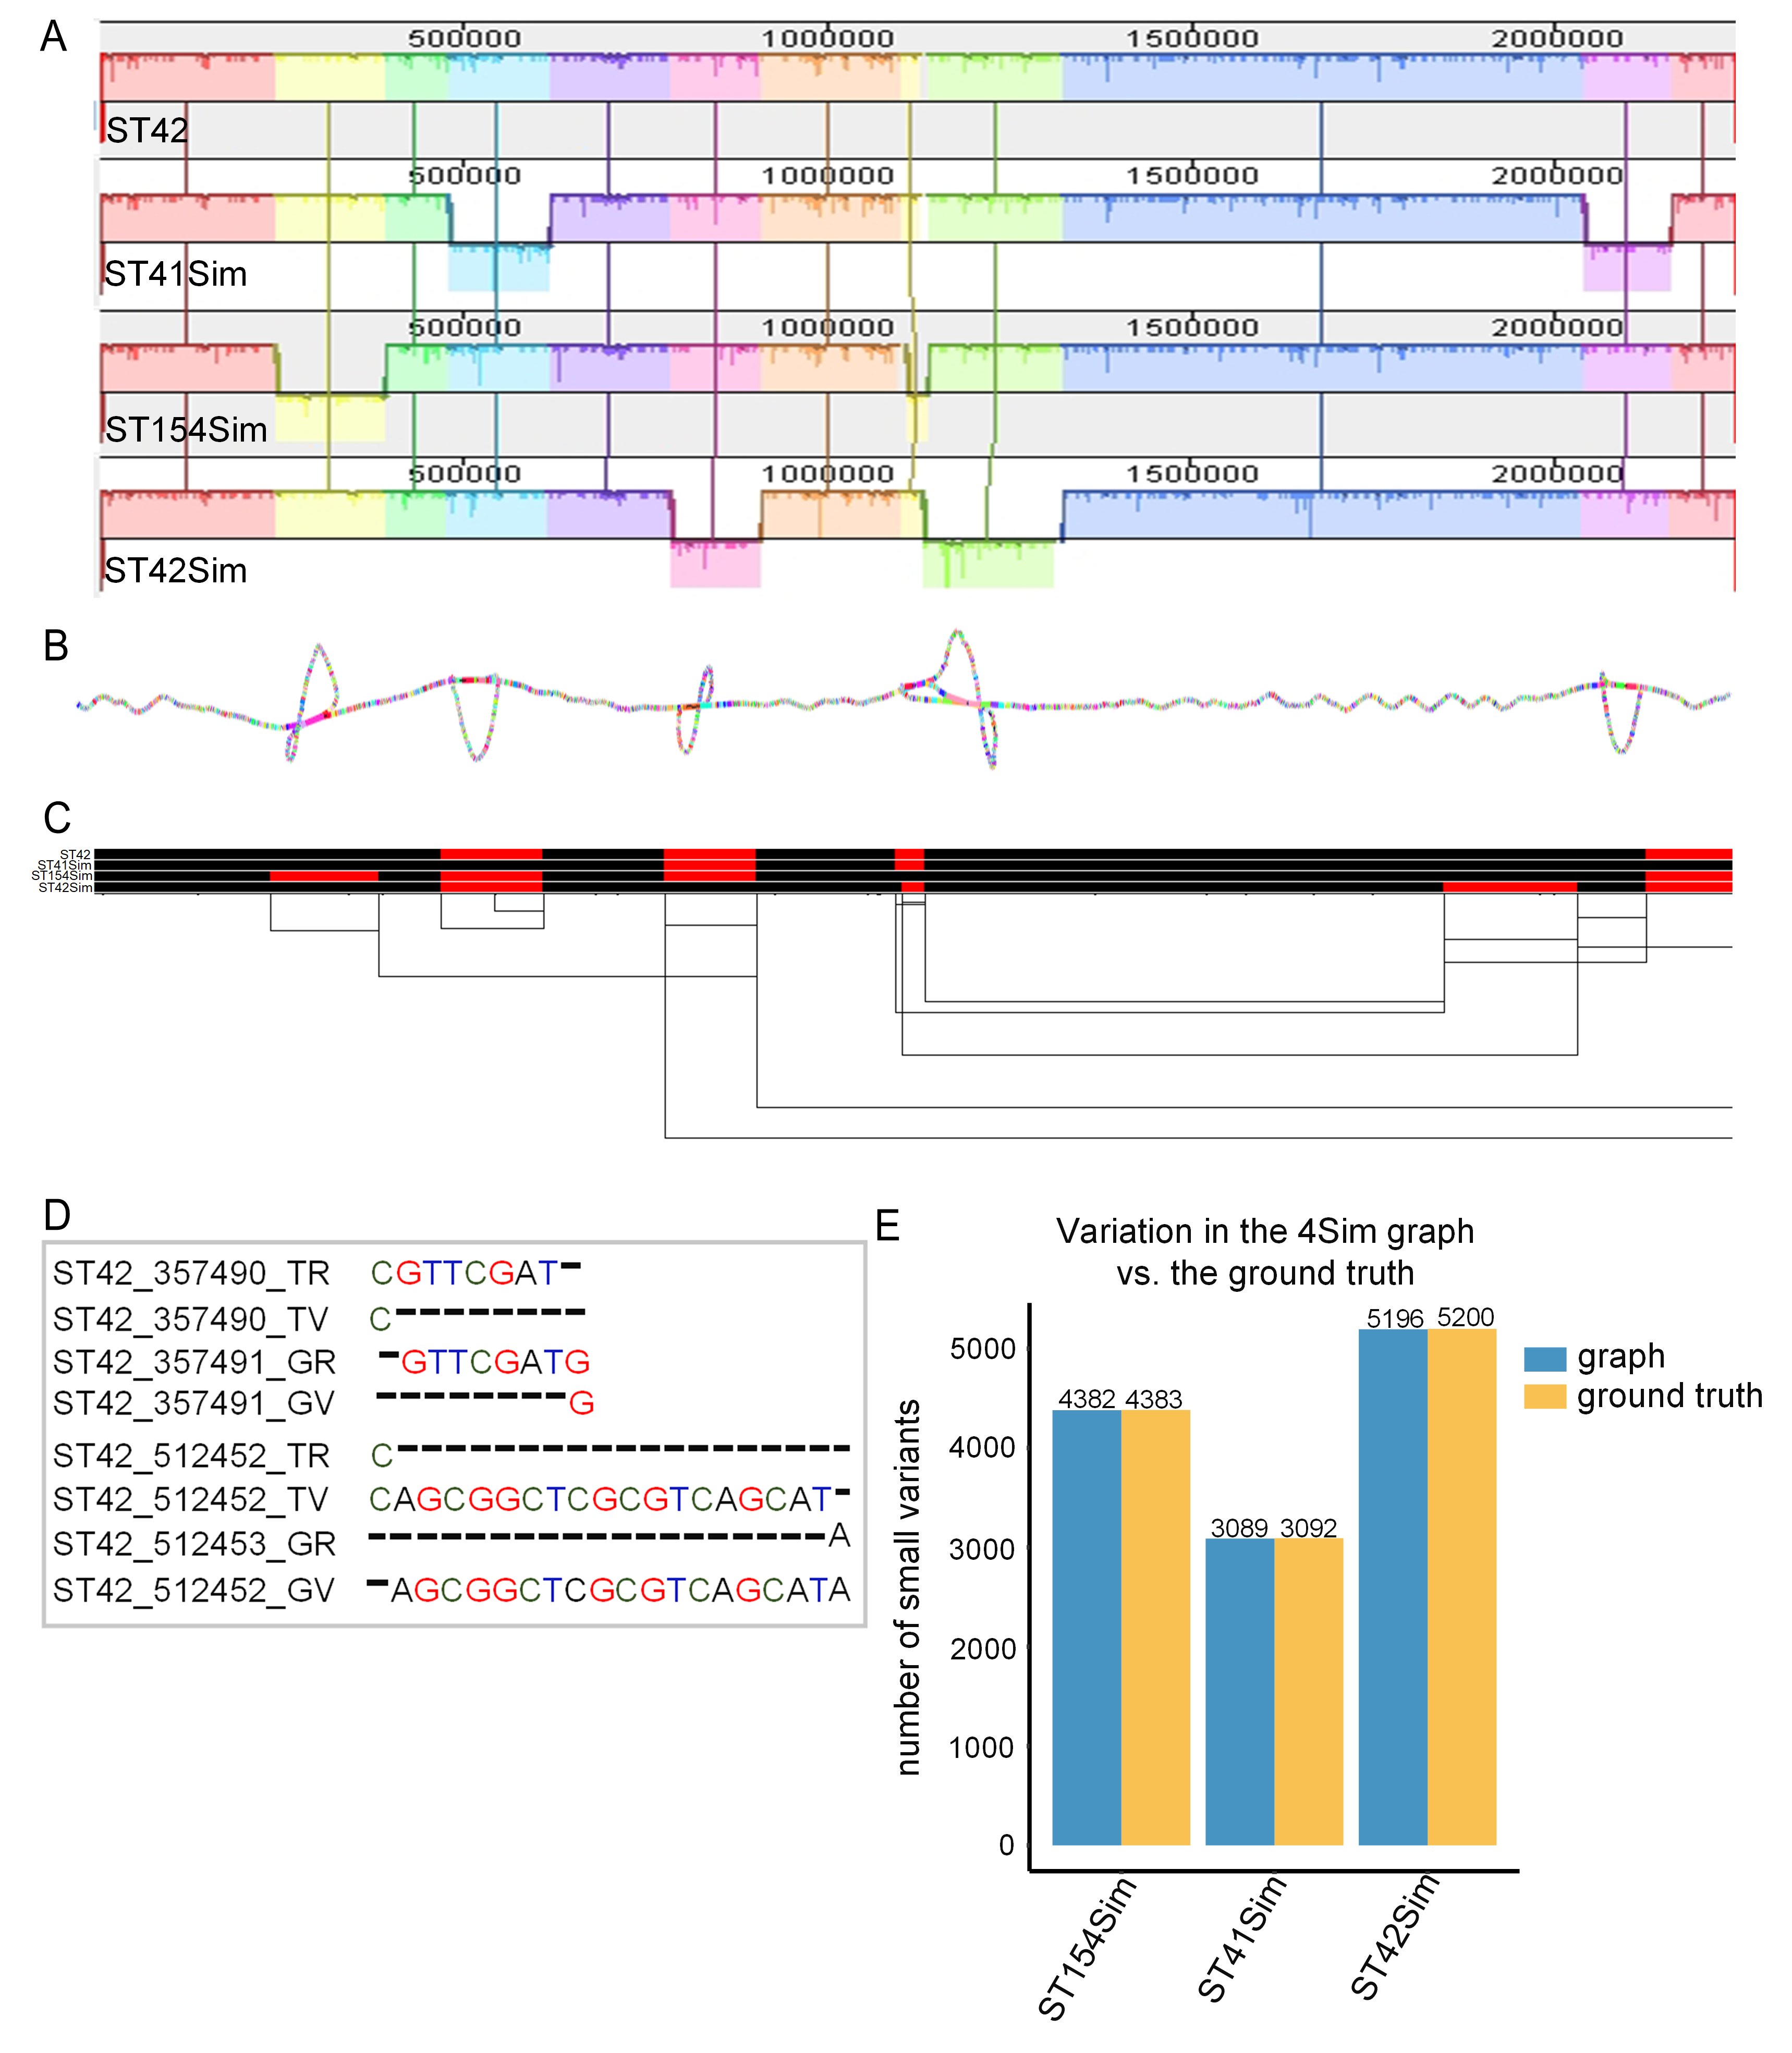 A
500000 1000000 1500000 2000000
ST42
500000 1000000 1500000 2000000
ST41Sim
500000 1000000 1500000 2000000
ST154Sim
500000 1000000 1500000 2000000
ST42Sim
B
C
ST42
ST41Sim
ST154Sim
ST42Sim
D
ST42_357490_TR CGTTCGAT-
ST42_357490_TV C---------
ST42_357491_GR -GTTCGATG
ST42_357491_GV --------G
ST42_512452_TR C-------------------
ST42_512452_TV CAGCGGCTCGCGTCAGCAT-
ST42_512453_GR -------------------A
ST42_512452_GV -AGCGGCTCGCGTCAGCATA
E
Variation in the 4Sim graph
vs. the ground truth
number of small variants
5000
4000
3000
2000
1000
0
4382 4383
3089 3092
5196 5200
graph
ground truth
ST154Sim
ST41Sim
ST42Sim